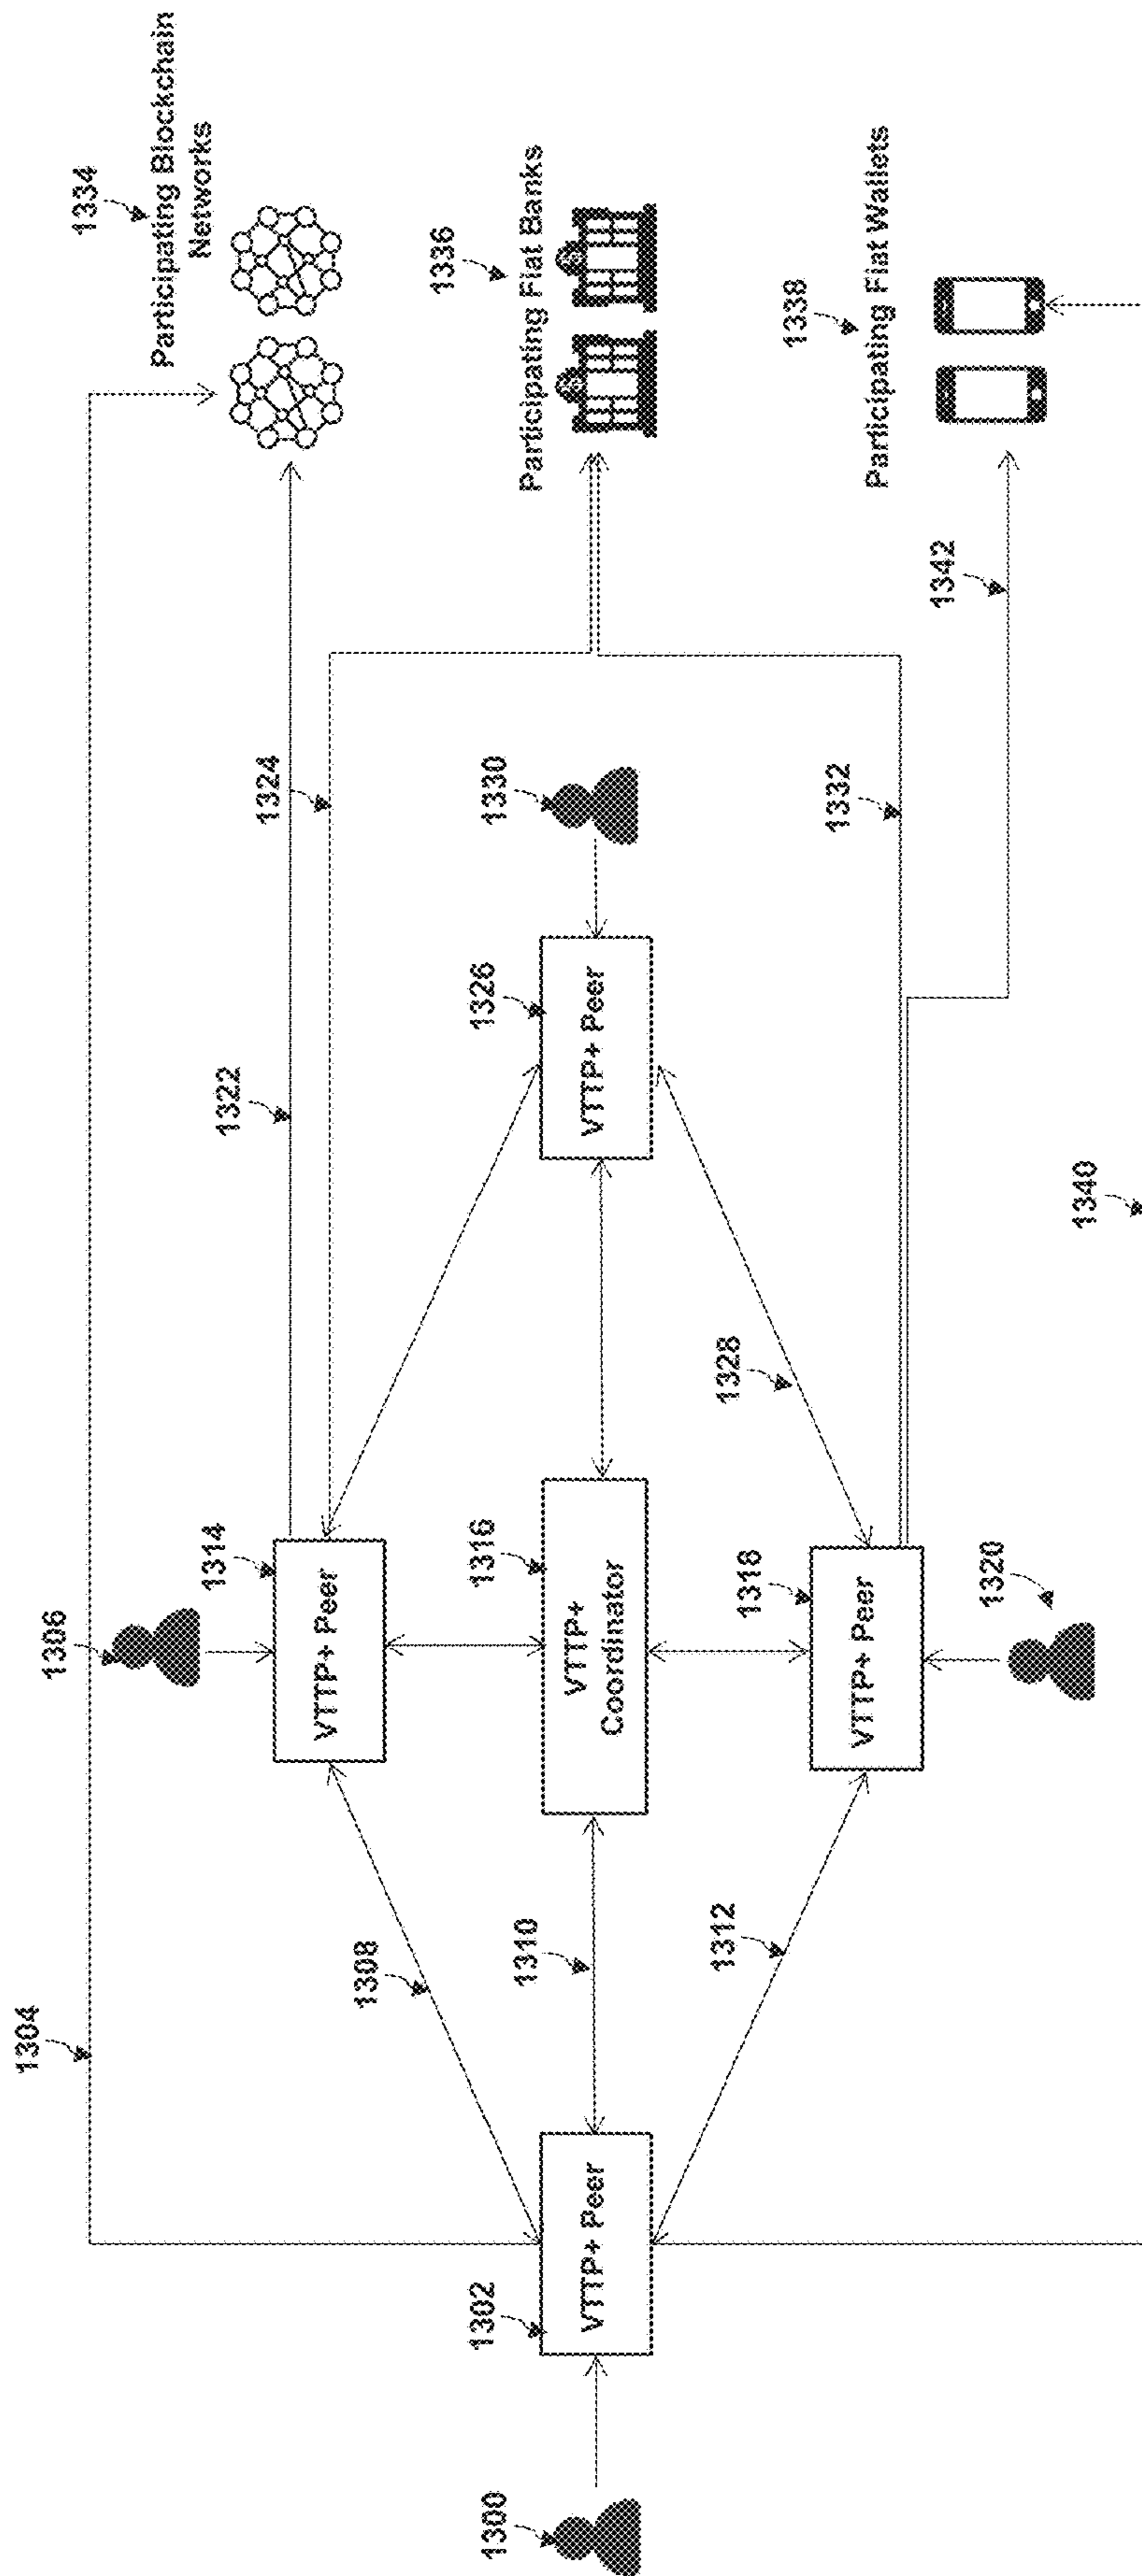 1334
Participating Blockchain
Networks
1304
1306
1314
VTTP+ Peer
1322
1324
1336
Participating Fiat Banks
1308
1300
1302
VTTP+ Peer
1310
1316
VTTP+
Coordinator
1326
VTTP+ Peer
1330
1338
Participating Fiat Wallets
1312
1318
VTTP+ Peer
1328
1332
1342
1320
1340